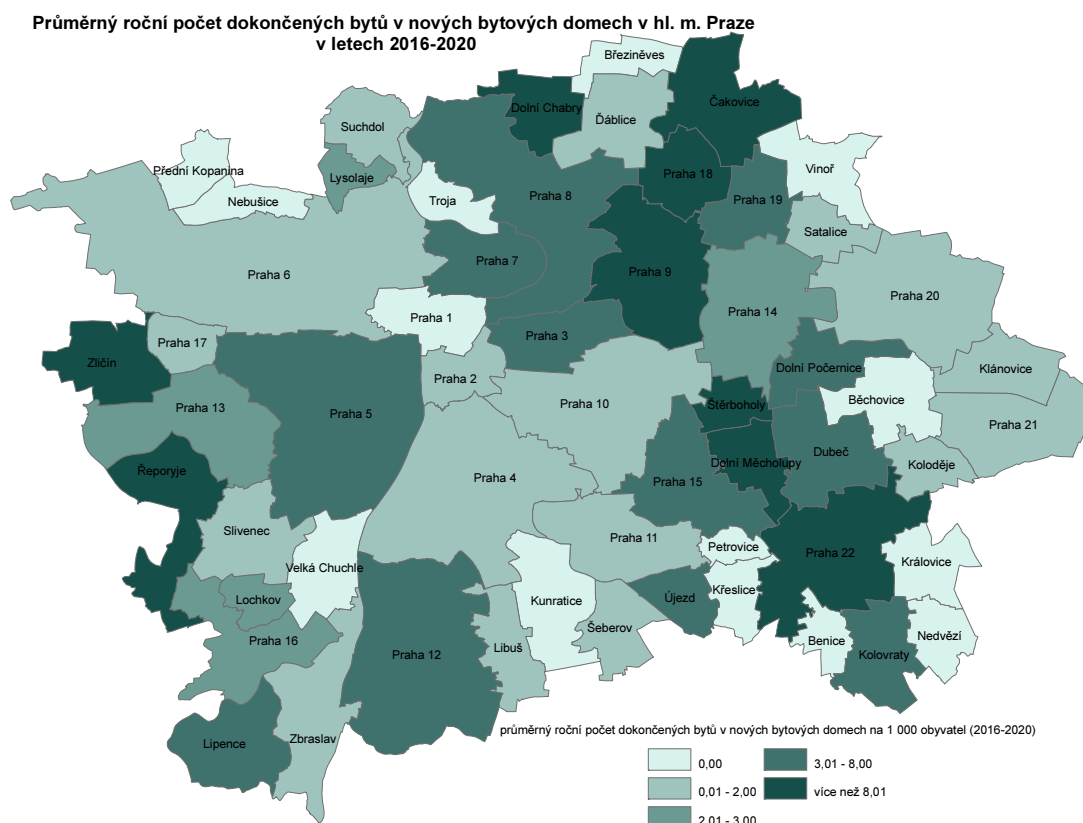 Průměrný roční počet dokončených bytů v nových bytových domech v hl. m. Praze
v letech 2016-2020
Březiněves
Dolní Chabry
Čakovice
Ďáblice
Suchdol
Přední Kopanina
Lysolaje
Praha 18
Vinoř
Nebušice
Troja
Praha 8
Praha 19
Satalice
Praha 7
Praha 6
Praha 9
Praha 20
Praha 1
Praha 14
Praha 3
Praha 17
Zličín
Dolní Počernice
Klánovice
Praha 2
Štěrboholy
Běchovice
Praha 13
Praha 5
Praha 10
Praha 21
Řeporyje
Dolní Měcholupy
Dubeč
Koloděje
Praha 4
Praha 15
Slivenec
Praha 11
Petrovice
Praha 22
Královice
Velká Chuchle
Křeslice
Lochkov
Kunratice
Újezd
Šeberov
Praha 16
Libuš
Benice
Nedvězí
Praha 12
Kolovraty
Lipence
Zbraslav
průměrný roční počet dokončených bytů v nových bytových domech na 1 000 obyvatel (2016-2020)
0,00
3,01 - 8,00
0,01 - 2,00
více než 8,01
2,01 - 3,00